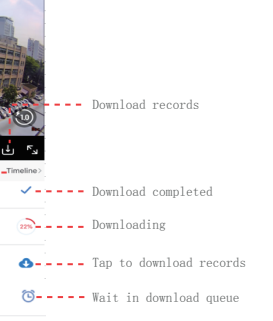 1.0
Download records
Timeline>
Download completed
22%
Downloading
Tap to download records
Wait in download queue